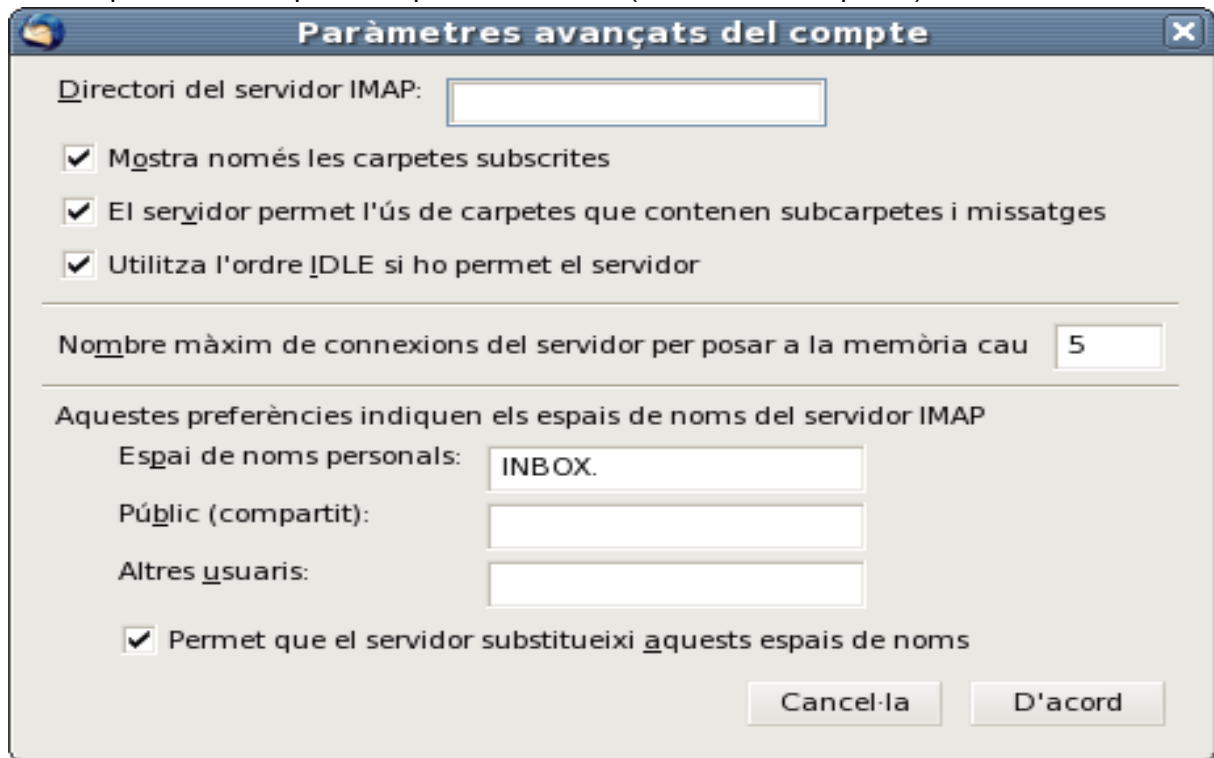 Paràmetres avançats del compte
Directori del servidor IMAP:
Mostra només les carpetes subscrites
El servidor permet l'ús de carpetes que contenen subcarpetes i missatges
Utilitza l'ordre IDLE si ho permet el servidor
Nombre màxim de connexions del servidor per posar a la memòria cau 5
Aquestes preferències indiquen els espais de noms del servidor IMAP
Espai de noms personals: INBOX.
Públic (compartit):
Altres usuaris:
Permet que el servidor substitueixi aquests espais de noms
Cancel·la D'acord